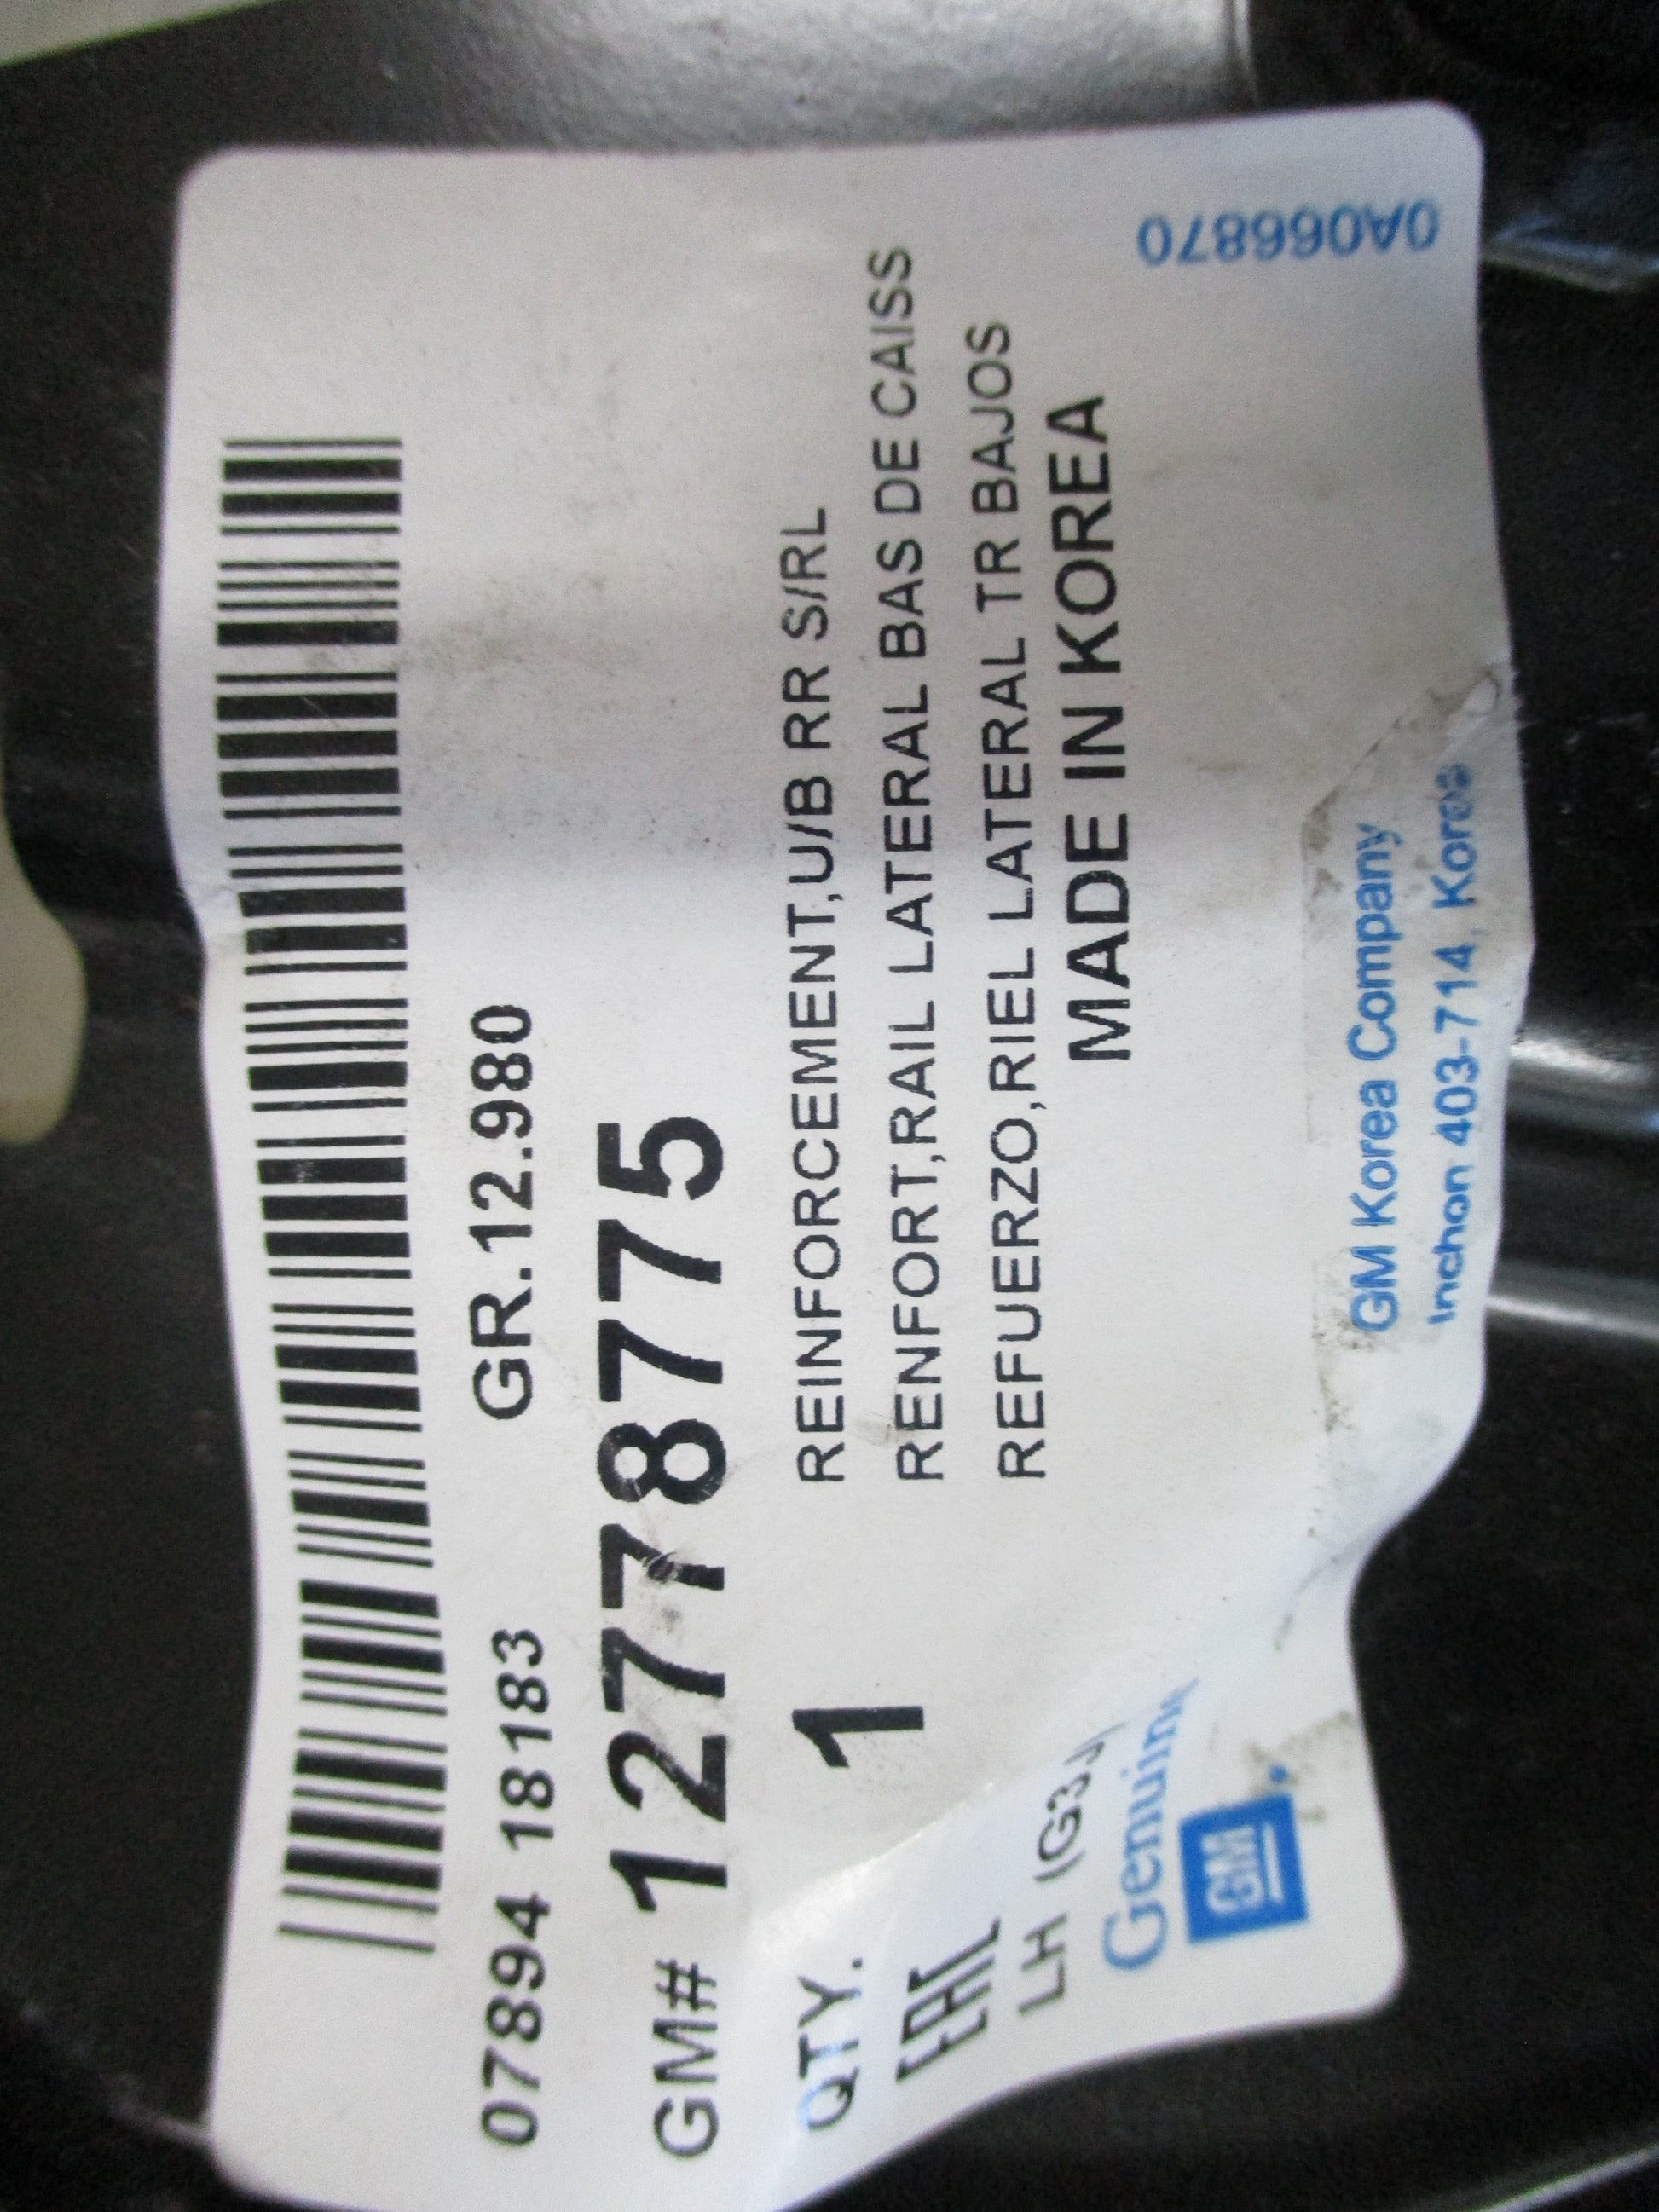 07894 18183 GR.12.980
GM# 12778775
QTY. 1 REINFORCEMENT,U/B RR S/RL
RENFORT,RAIL LATERAL BAS DE CAISS
REFUERZO,RIEL LATERAL TR BAJOS
MADE IN KOREA
EAC
LH (G3J)
Genuin
GM
GM Korea Company
Inchon 403-714, Korea
0A066870